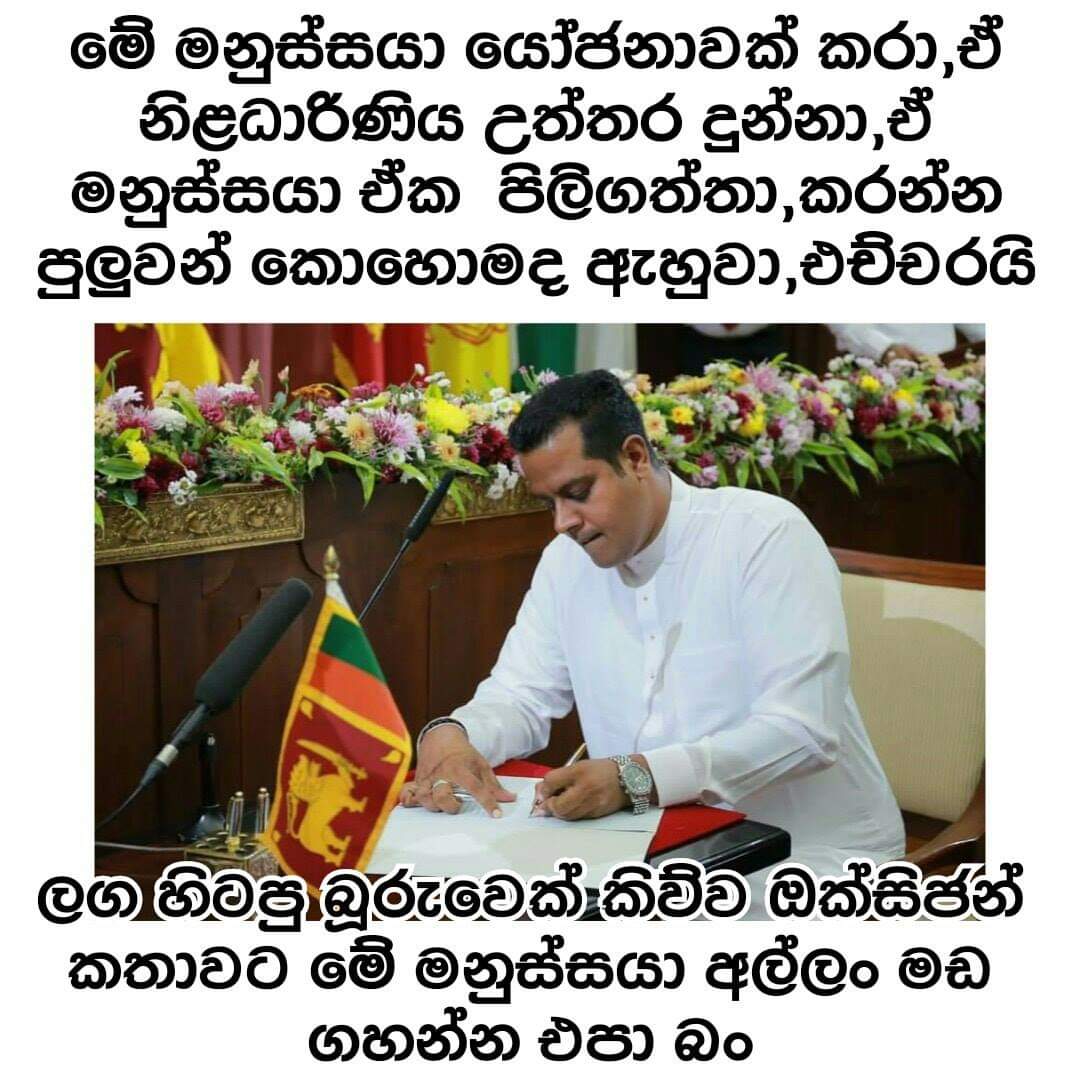 මේ මනුස්සයා යෝජනාවක් කරා,ඒ
නිළධාරිණිය උත්තර දුන්නා,ඒ
මනුස්සයා ඒක පිලිගත්තා,කරන්න
පුලුවන් කොහොමද ඇහුවා,එච්චරයි
ලග හිටපු බූරුවෙක් කිව්ව ඔක්සිජන්
කතාවට මේ මනුස්සයා අල්ලං මඩ
ගහන්න එපා බං